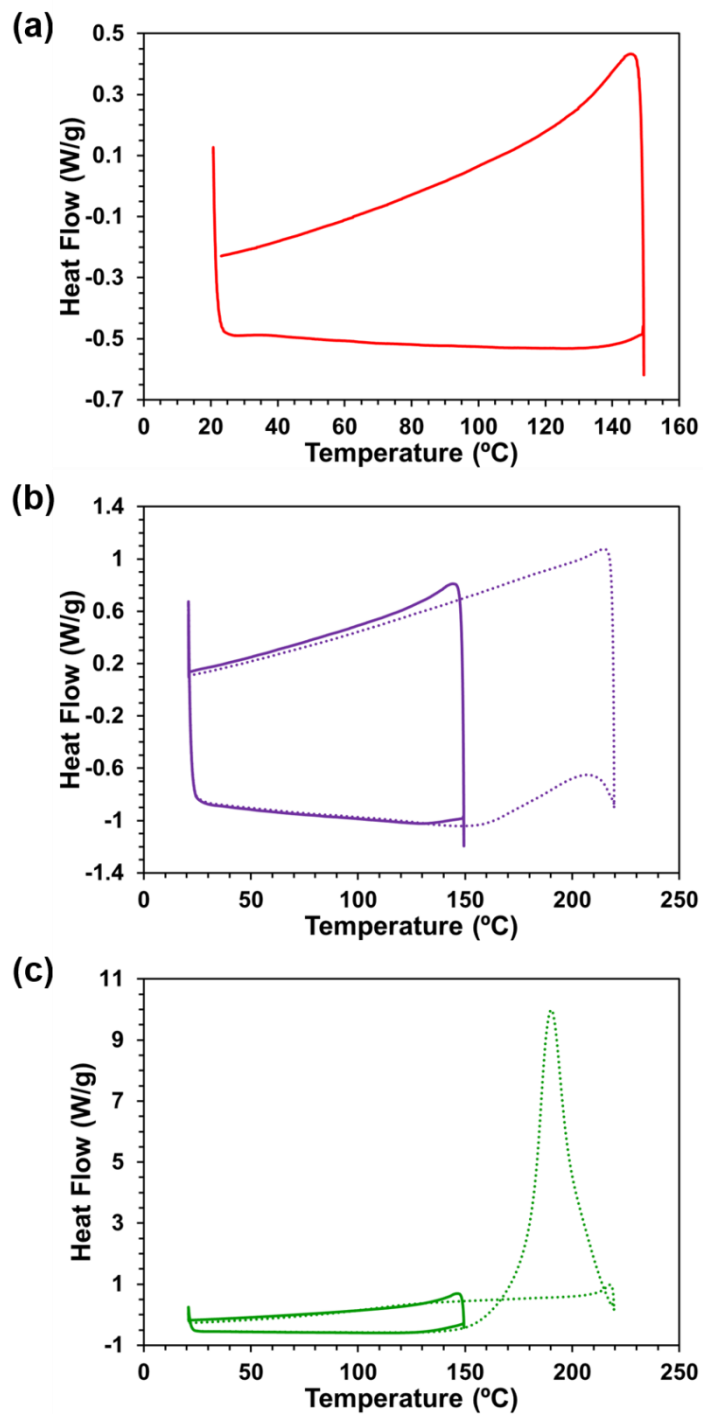 (a)
0.5
0.3
0.1
-0.1
-0.3
-0.5
-0.7
Heat Flow (W/g)
0 20 40 60 80 100 120 140 160
Temperature (ºC)
(b)
1.4
1
0.6
0.2
-0.2
-0.6
-1
-1.4
Heat Flow (W/g)
0 50 100 150 200 250
Temperature (ºC)
(c)
11
9
7
5
3
1
-1
Heat Flow (W/g)
0 50 100 150 200 250
Temperature (ºC)